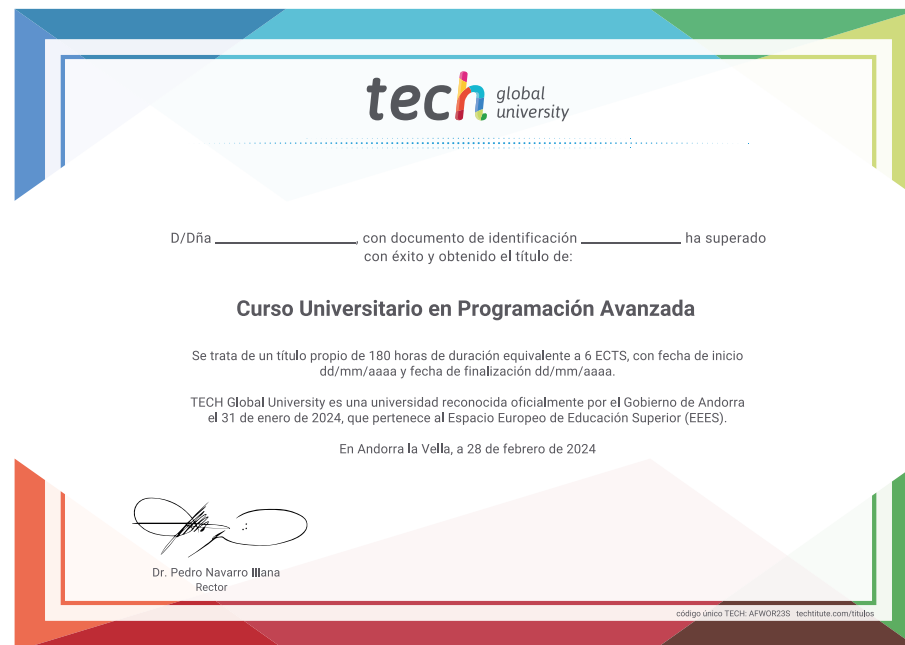 tech global university
D/Dña ____________________, con documento de identificación ______________ ha superado
con éxito y obtenido el título de:
Curso Universitario en Programación Avanzada
Se trata de un título propio de 180 horas de duración equivalente a 6 ECTS, con fecha de inicio
dd/mm/aaaa y fecha de finalización dd/mm/aaaa.
TECH Global University es una universidad reconocida oficialmente por el Gobierno de Andorra
el 31 de enero de 2024, que pertenece al Espacio Europeo de Educación Superior (EEES).
En Andorra la Vella, a 28 de febrero de 2024
Dr. Pedro Navarro Illana
Rector
código único TECH: AFWOR23S techtitute.com/titulos